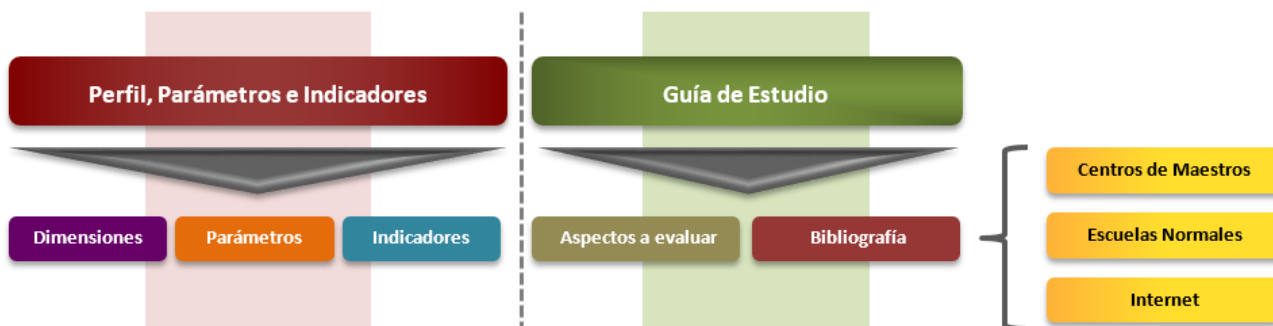 Perfil, Parámetros e Indicadores
Guía de Estudio
Dimensiones
Parámetros
Indicadores
Aspectos a evaluar
Bibliografía
Centros de Maestros
Escuelas Normales
Internet